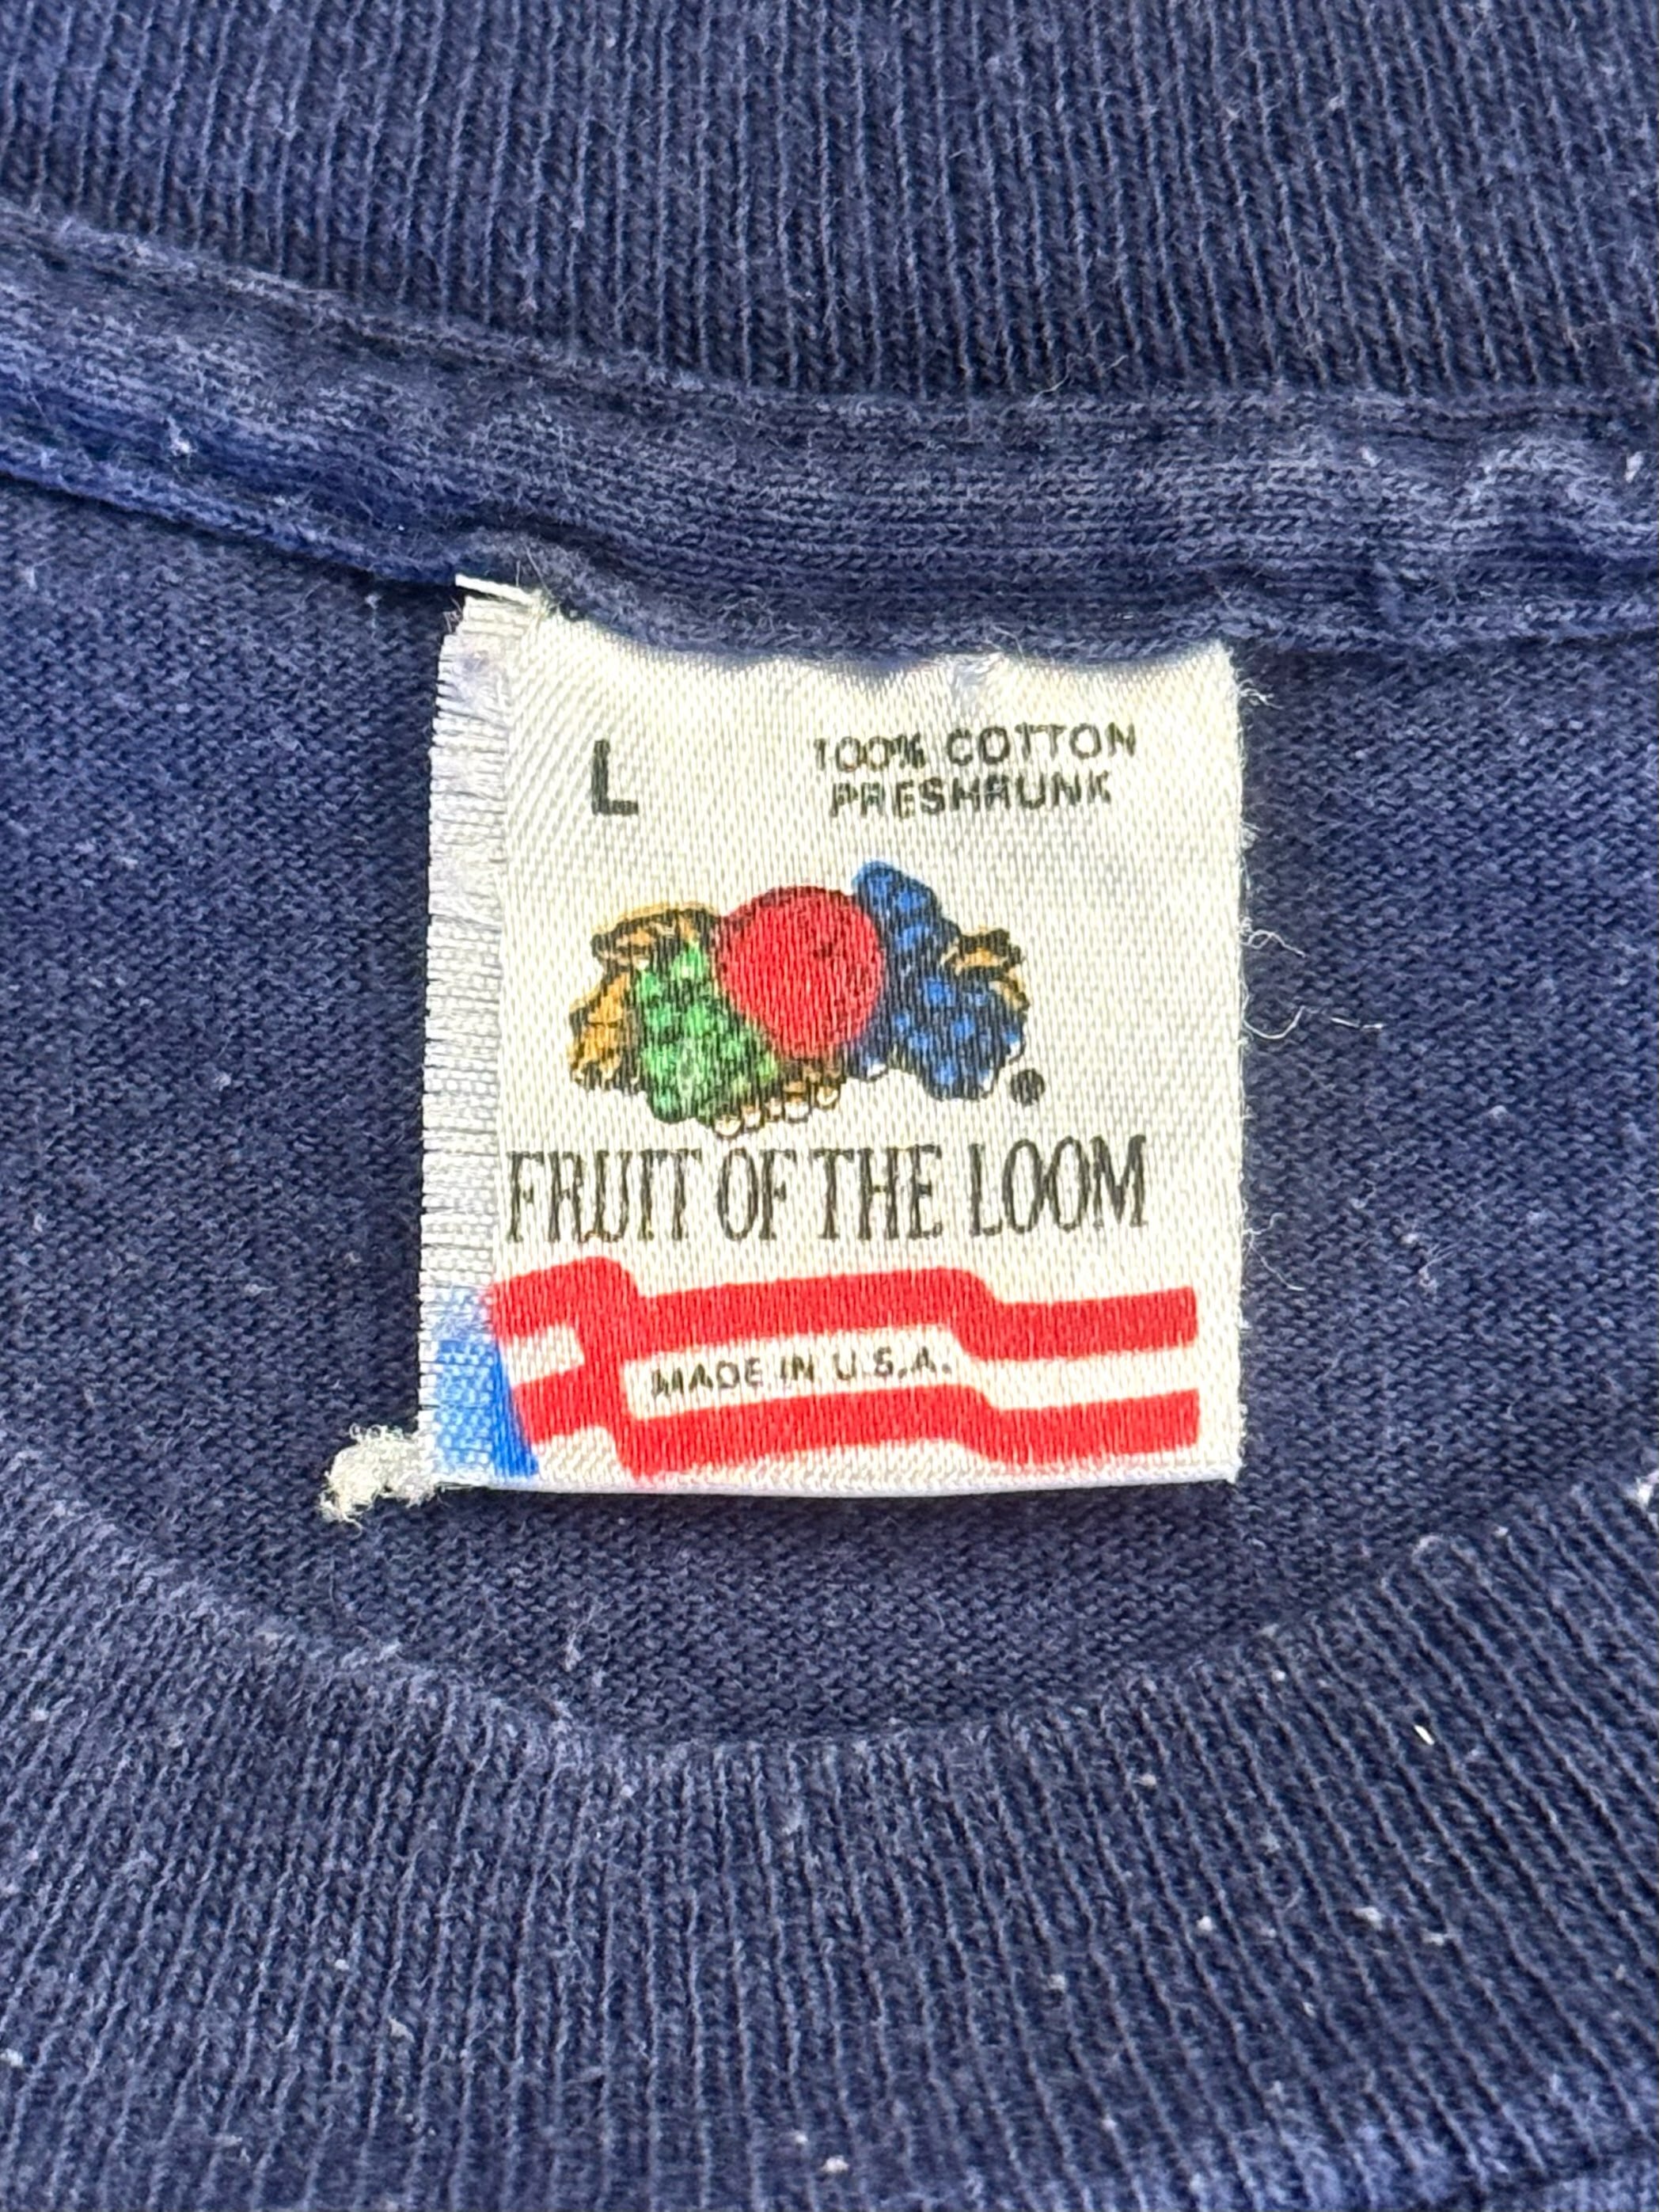 L 100% COTTON
PRESHRUNK
FRUIT OF THE LOOM
MADE IN U.S.A.